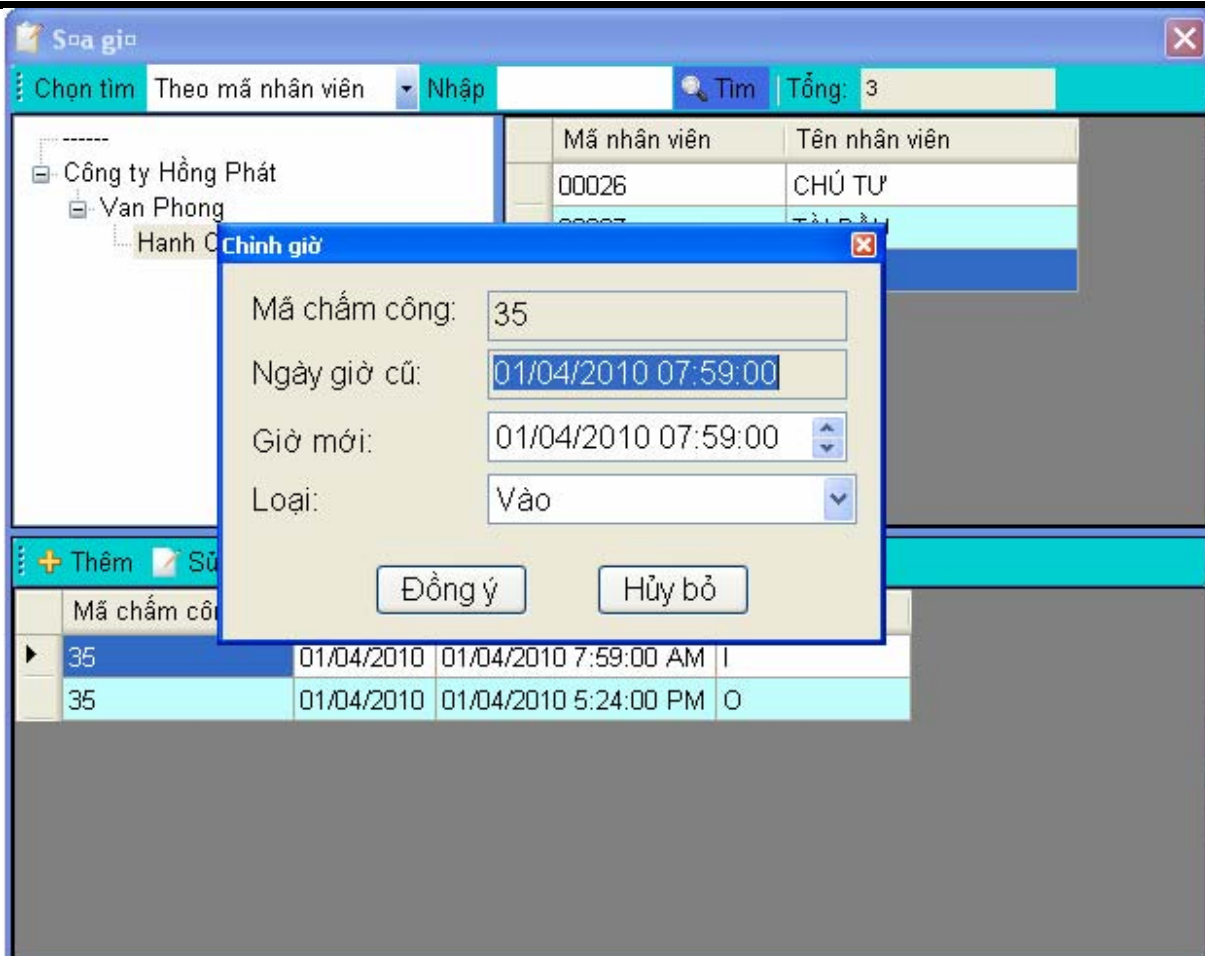 S¤a gi¤
Chọn tìm Theo mã nhân viên Nhập Tìm Tổng: 3
------
Công ty Hồng Phát
Van Phong
Hanh
Mã nhân viên Tên nhân viên
00026 CHÚ TƯ
Chỉnh giờ
Mã chấm công: 35
Ngày giờ cũ: 01/04/2010 07:59:00
Giờ mới: 01/04/2010 07:59:00
Loại: Vào
Đồng ý Hủy bỏ
Thêm
Mã chấm
35 01/04/2010 01/04/2010 7:59:00 AM I
35 01/04/2010 01/04/2010 5:24:00 PM O